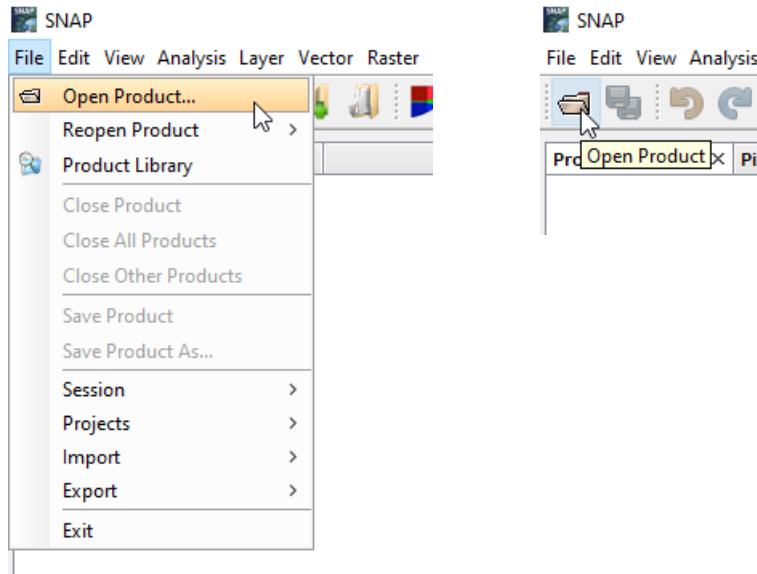 SNAP
File Edit View Analysis Layer Vector Raster
Open Product...
Reopen Product
Product Library
Close Product
Close All Products
Close Other Products
Save Product
Save Product As...
Session
Projects
Import
Export
Exit
SNAP
File Edit View Analysis
Open Product